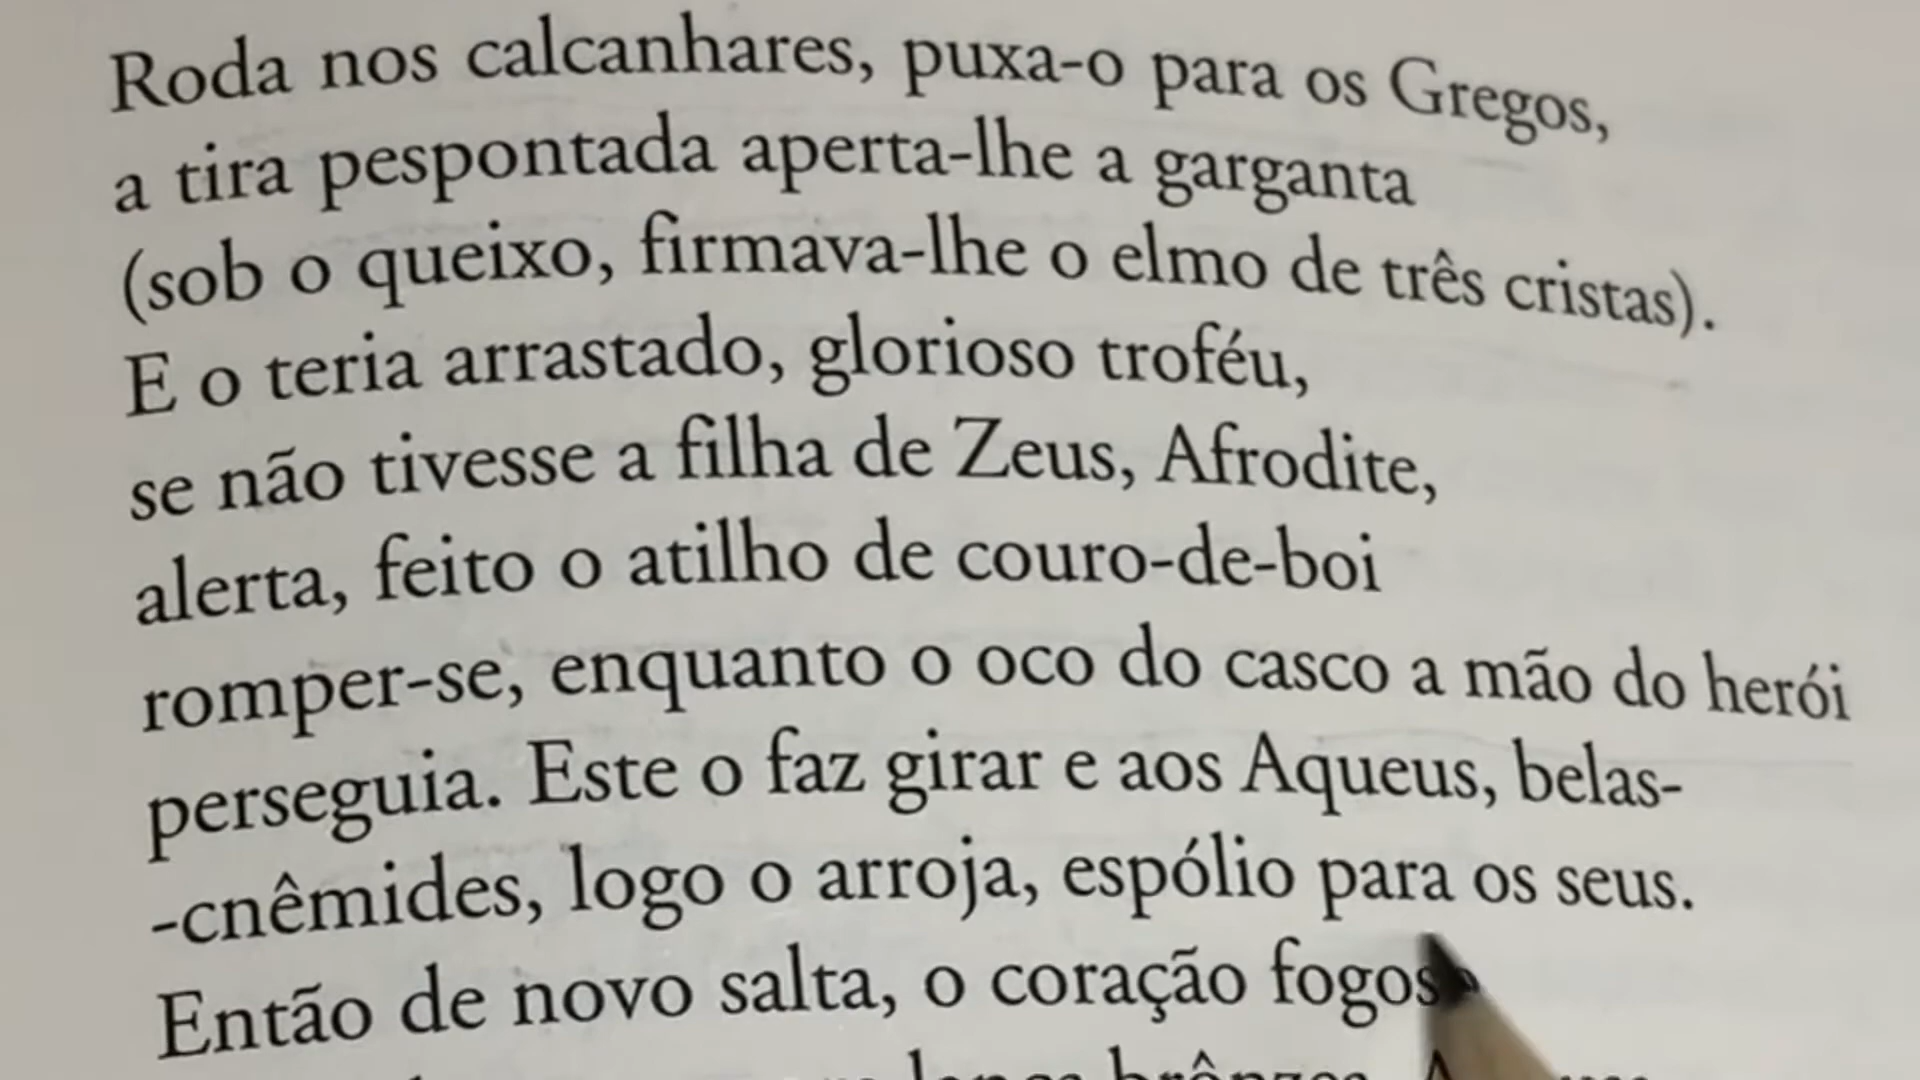 Roda nos calcanhares, puxa-o para os Gregos,
a tira pespontada aperta-lhe a garganta
(sob o queixo, firmava-lhe o elmo de três cristas).
E o teria arrastado, glorioso troféu,
se não tivesse a filha de Zeus, Afrodite,
alerta, feito o atilho de couro-de-boi
romper-se, enquanto o oco do casco a mão do herói
perseguia. Este o faz girar e aos Aqueus, belas-
-cnêmides, logo o arroja, espólio para os seus.
Então de novo salta, o coração